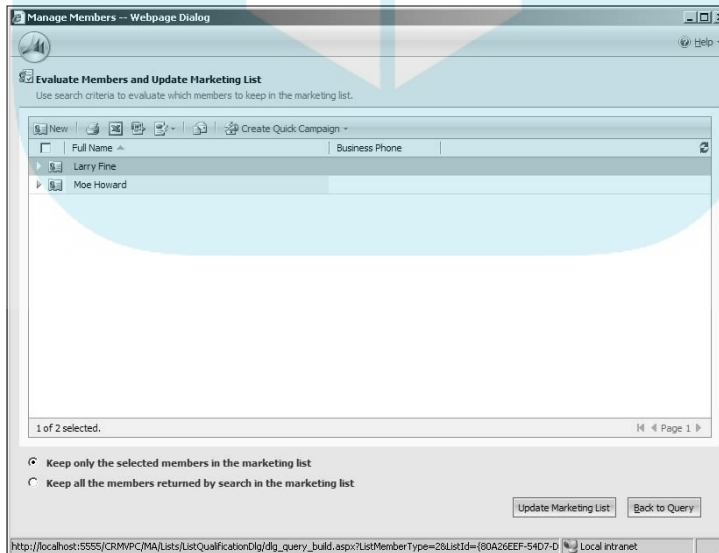 Manage Members -- Webpage Dialog
Help
Evaluate Members and Update Marketing List
Use search criteria to evaluate which members to keep in the marketing list.
New Create Quick Campaign
Full Name Business Phone
Larry Fine
Moe Howard
1 of 2 selected. Page 1
Keep only the selected members in the marketing list
Keep all the members returned by search in the marketing list
Update Marketing List Back to Query
http://localhost:5555/CRMVPC/MA/Lists/ListQualificationDlg/dlg_query_build.aspx?ListMemberType=2&ListId={80A26EEF-54D7-D Local intranet